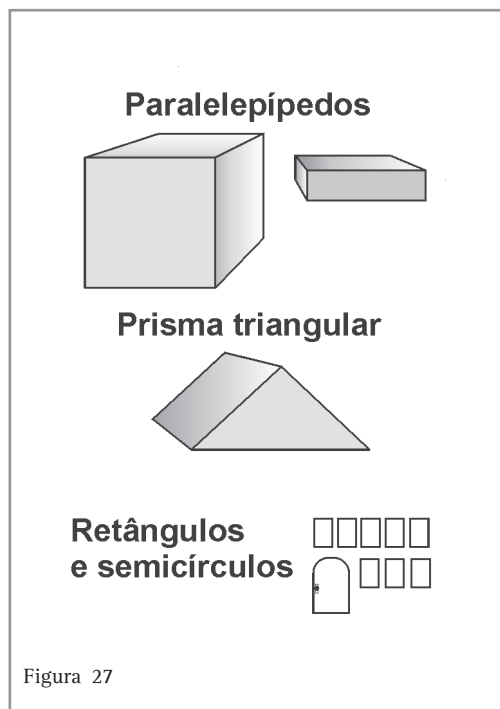 Paralelepípedos
Prisma triangular
Retângulos
e semicírculos
Figura 27